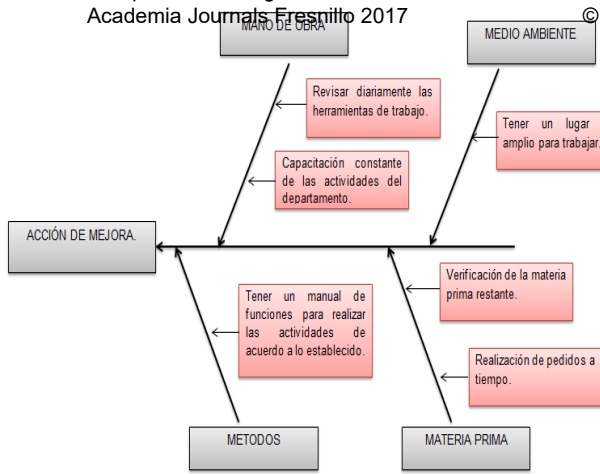 Academia Journals Fresnillo 2017
©
MANO DE OBRA
MEDIO AMBIENTE
Revisar diariamente las
herramientas de trabajo.
Tener un lugar
amplio para trabajar.
Capacitación constante
de las actividades del
departamento.
ACCIÓN DE MEJORA.
Verificación de la materia
prima restante.
Tener un manual de
funciones para realizar
las actividades de
acuerdo a lo establecido.
Realización de pedidos a
tiempo.
METODOS
MATERIA PRIMA